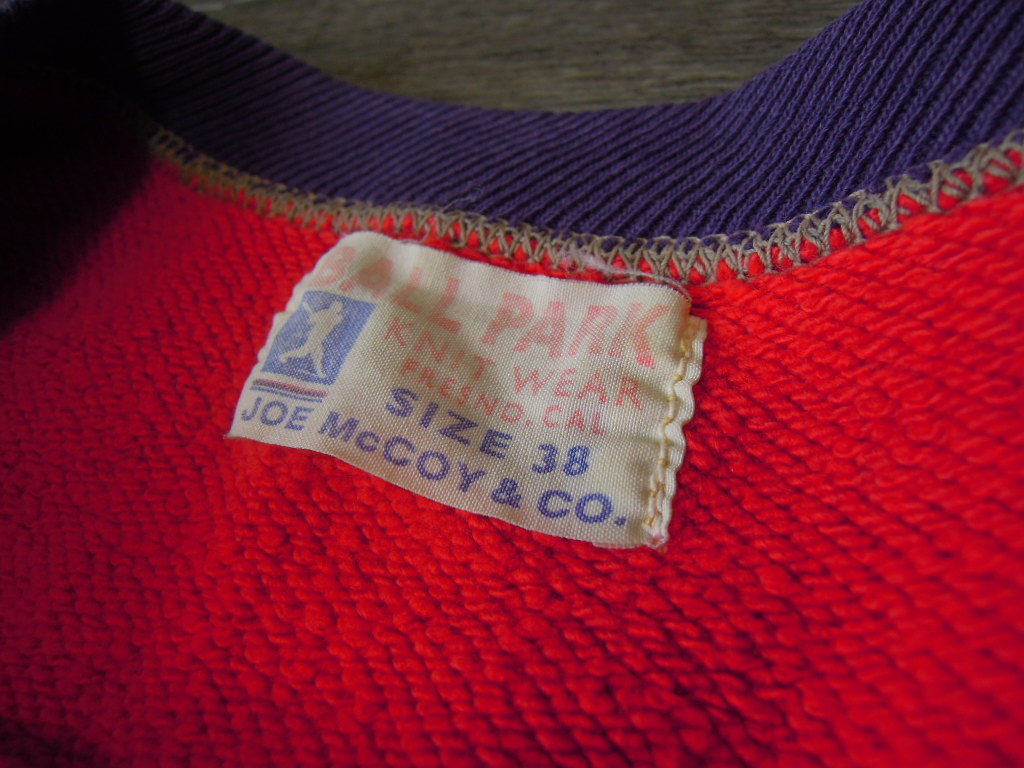 BALL PARK
KNIT WEAR
FRESNO. CAL
SIZE 38
JOE McCOY & CO.